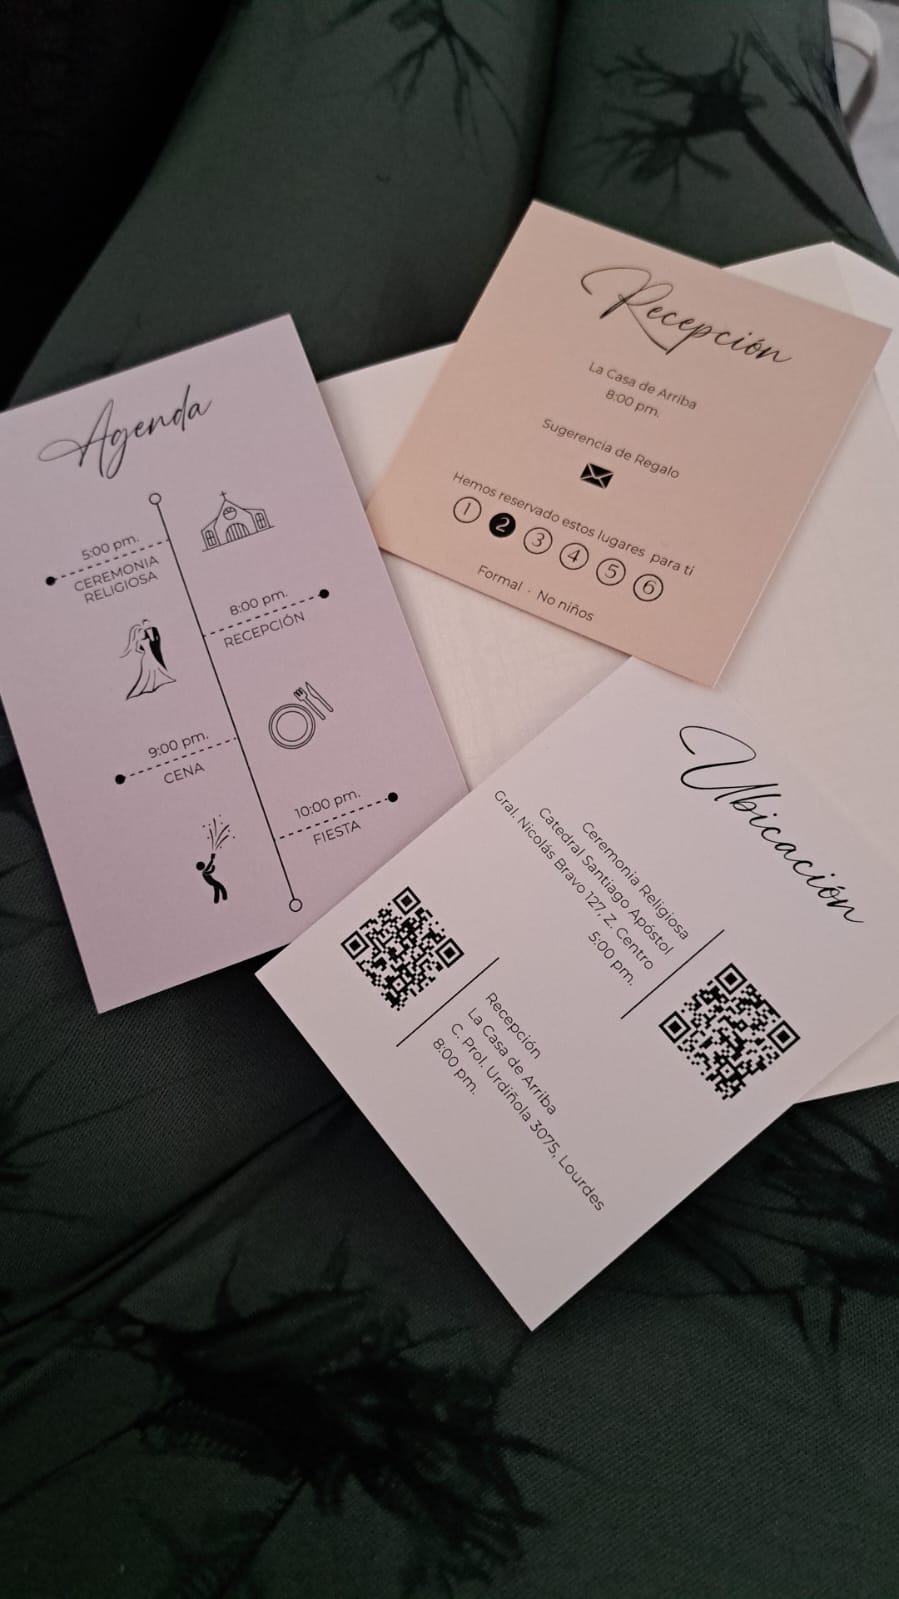 Agenda
5:00 pm.
CEREMONIA
RELIGIOSA
8:00 pm.
RECEPCIÓN
9:00 pm.
CENA
10:00 pm.
FIESTA
Recepción
La Casa de Arriba
8:00 pm.
Sugerencia de Regalo
Hemos reservado estos lugares para ti
1 2 3 4 5 6
Formal · No niños
Ubicación
Ceremonia Religiosa
Catedral Santiago Apóstol
Gral. Nicolás Bravo 127, Z. Centro
5:00 pm.
Recepción
La Casa de Arriba
C. Prol. Urdiñola 3075, Lourdes
8:00 pm.